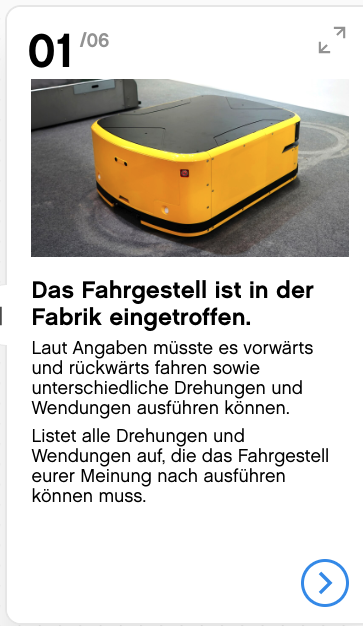 01 /06
Das Fahrgestell ist in der
Fabrik eingetroffen.
Laut Angaben müsste es vorwärts
und rückwärts fahren sowie
unterschiedliche Drehungen und
Wendungen ausführen können.
Listet alle Drehungen und
Wendungen auf, die das Fahrgestell
eurer Meinung nach ausführen
können muss.